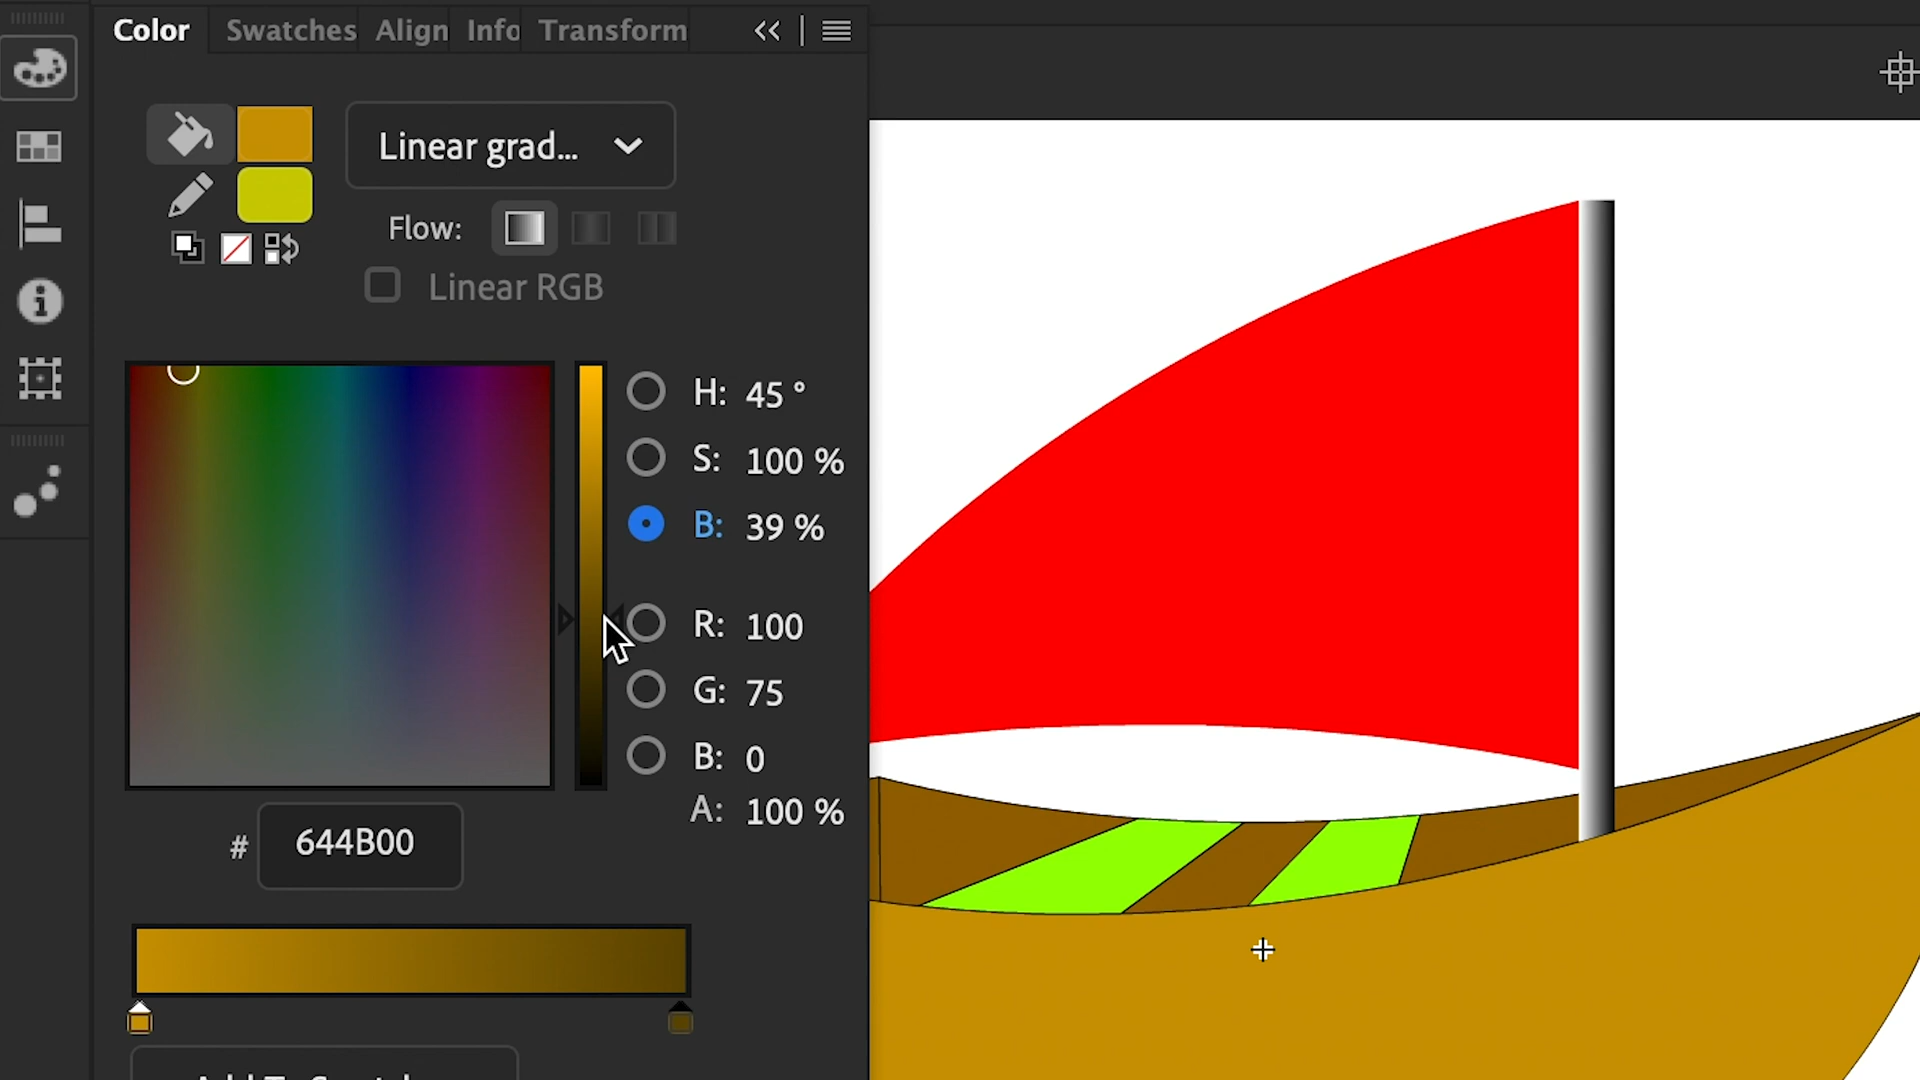 Color Swatches Align Info Transform
Linear grad...
Flow:
Linear RGB
H: 45 °
S: 100 %
B: 39 %
R: 100
G: 75
B: 0
A: 100 %
# 644B00